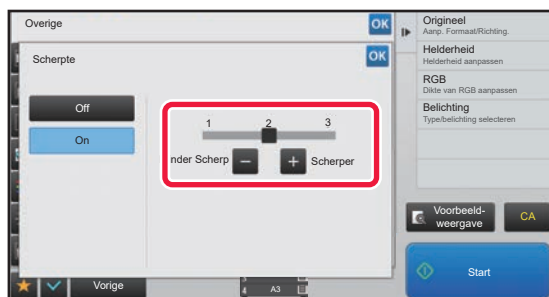 Overige
OK
Scherpte
OK
Off
On
1 2 3
nder Scherp
Scherper
Origineel
Aanp. Formaat/Richting.
Helderheid
Helderheid aanpassen
RGB
Dikte van RGB aanpassen
Belichting
Type/belichting selecteren
Voorbeeld-
weergave
CA
Start
Vorige
4 A3